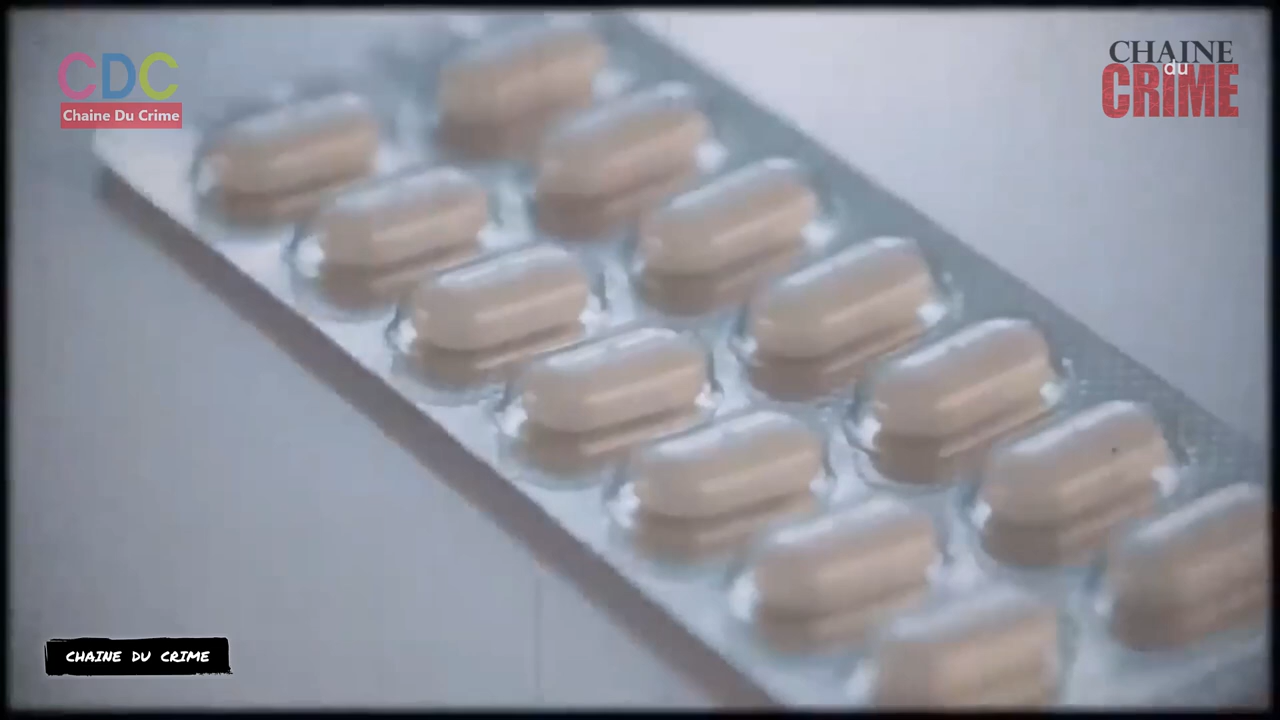 CDC
Chaine Du Crime
CHAINE
du
CRIME
CHAINE DU CRIME